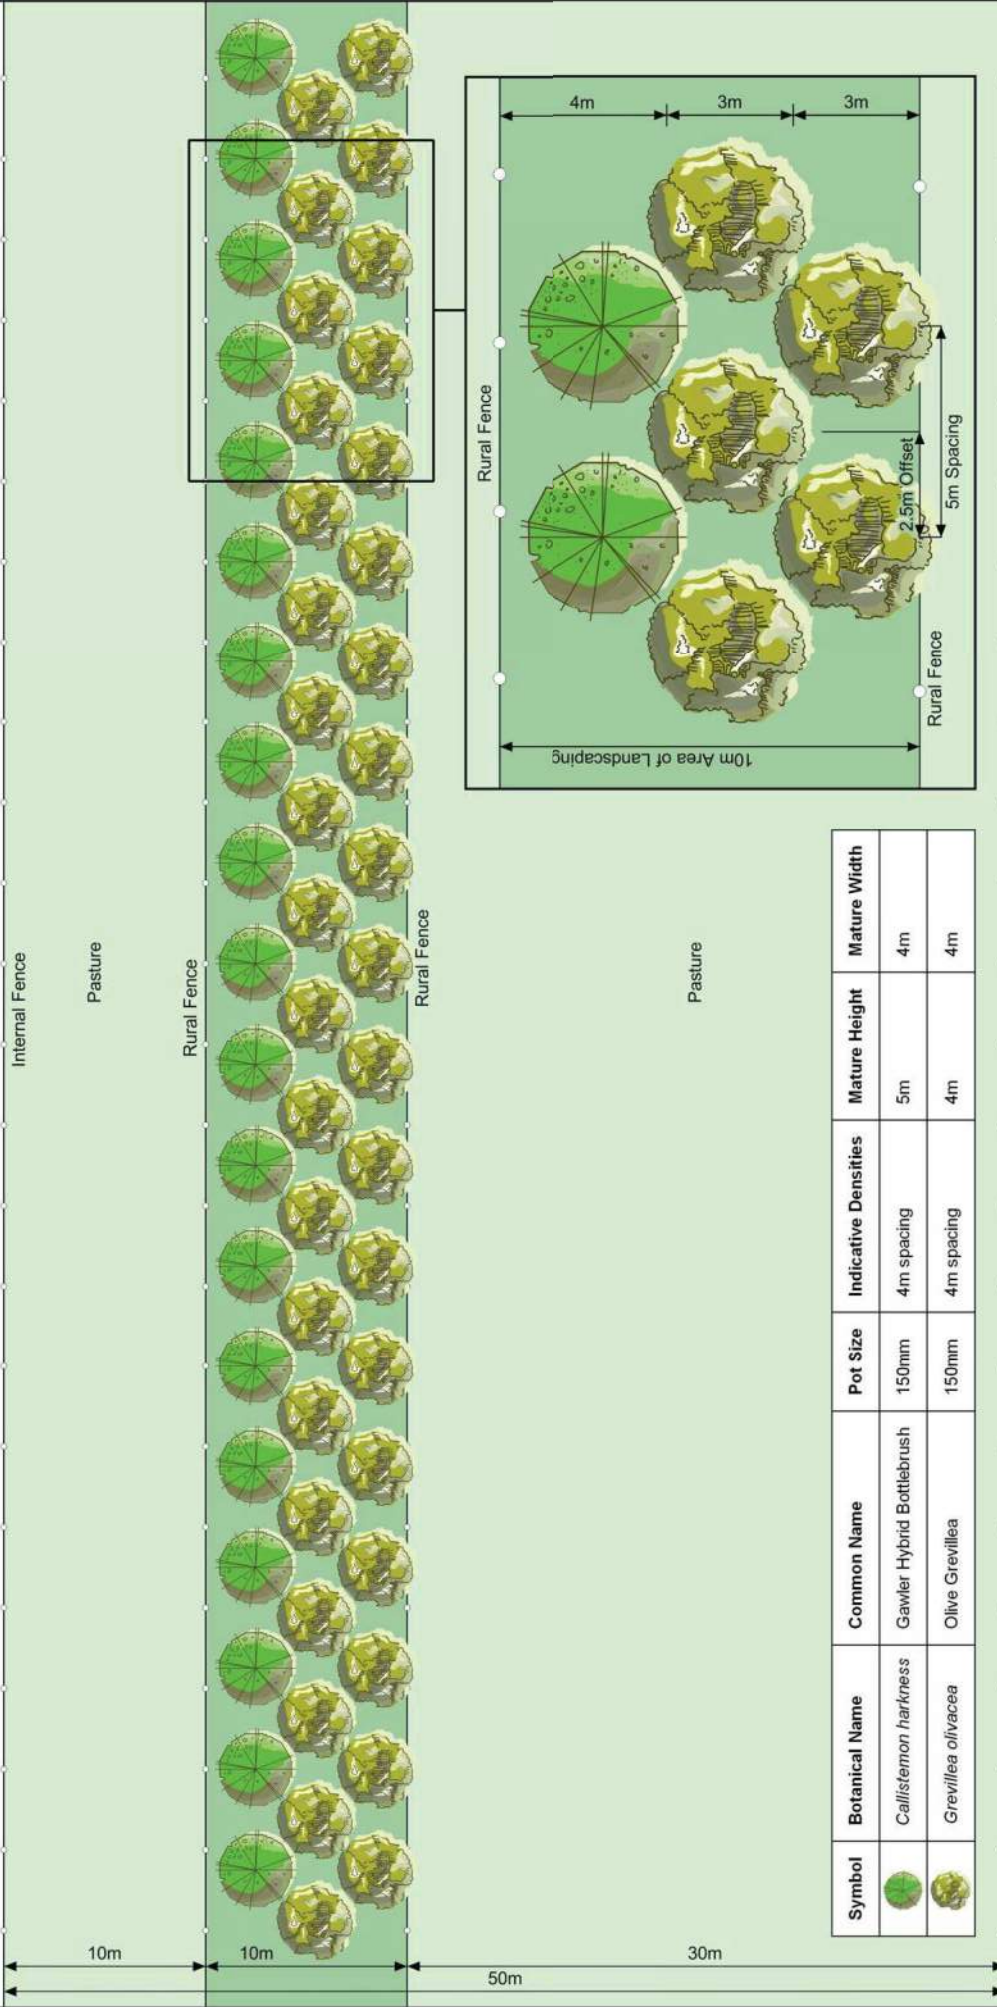 Internal Fence
10m
Pasture
Rural Fence
10m
Rural Fence
30m
Pasture
50m
Rural Fence
4m
3m
3m
10m Area of Landscaping
2.5m Offset
5m Spacing
Rural Fence
Symbol Botanical Name Common Name Pot Size Indicative Densities Mature Height Mature Width
Callistemon harkness Gawler Hybrid Bottlebrush 150mm 4m spacing 5m 4m
Grevillea olivacea Olive Grevillea 150mm 4m spacing 4m 4m